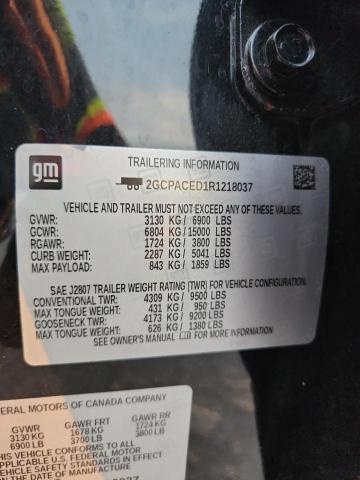 gm
TRAILERING INFORMATION
2GCPACED1R1218037
VEHICLE AND TRAILER MUST NOT EXCEED ANY OF THESE VALUES.
GVWR: 3130 KG / 6900 LBS
GCWR: 6804 KG / 15000 LBS
RGAWR: 1724 KG / 3800 LBS
CURB WEIGHT: 2287 KG / 5041 LBS
MAX PAYLOAD: 843 KG / 1859 LBS
SAE J2807 TRAILER WEIGHT RATING (TWR) FOR VEHICLE CONFIGURATION.
CONVENTIONAL TWR: 4309 KG / 9500 LBS
MAX TONGUE WEIGHT: 431 KG / 950 LBS
GOOSENECK TWR: 4173 KG / 9200 LBS
MAX TONGUE WEIGHT: 626 KG / 1380 LBS
SEE OWNER'S MANUAL FOR MORE INFORMATION.
ERAL MOTORS OF CANADA COMPANY
GVWR GAWR FRT GAWR RR
3130 KG 1678 KG 1724 KG
6900 LB 3700 LB 3800 LB
THIS VEHICLE CONFORMS TO ALL
APPLICABLE U.S. FEDERAL
SAFETY
DATE OF MANUFACTURE
8037